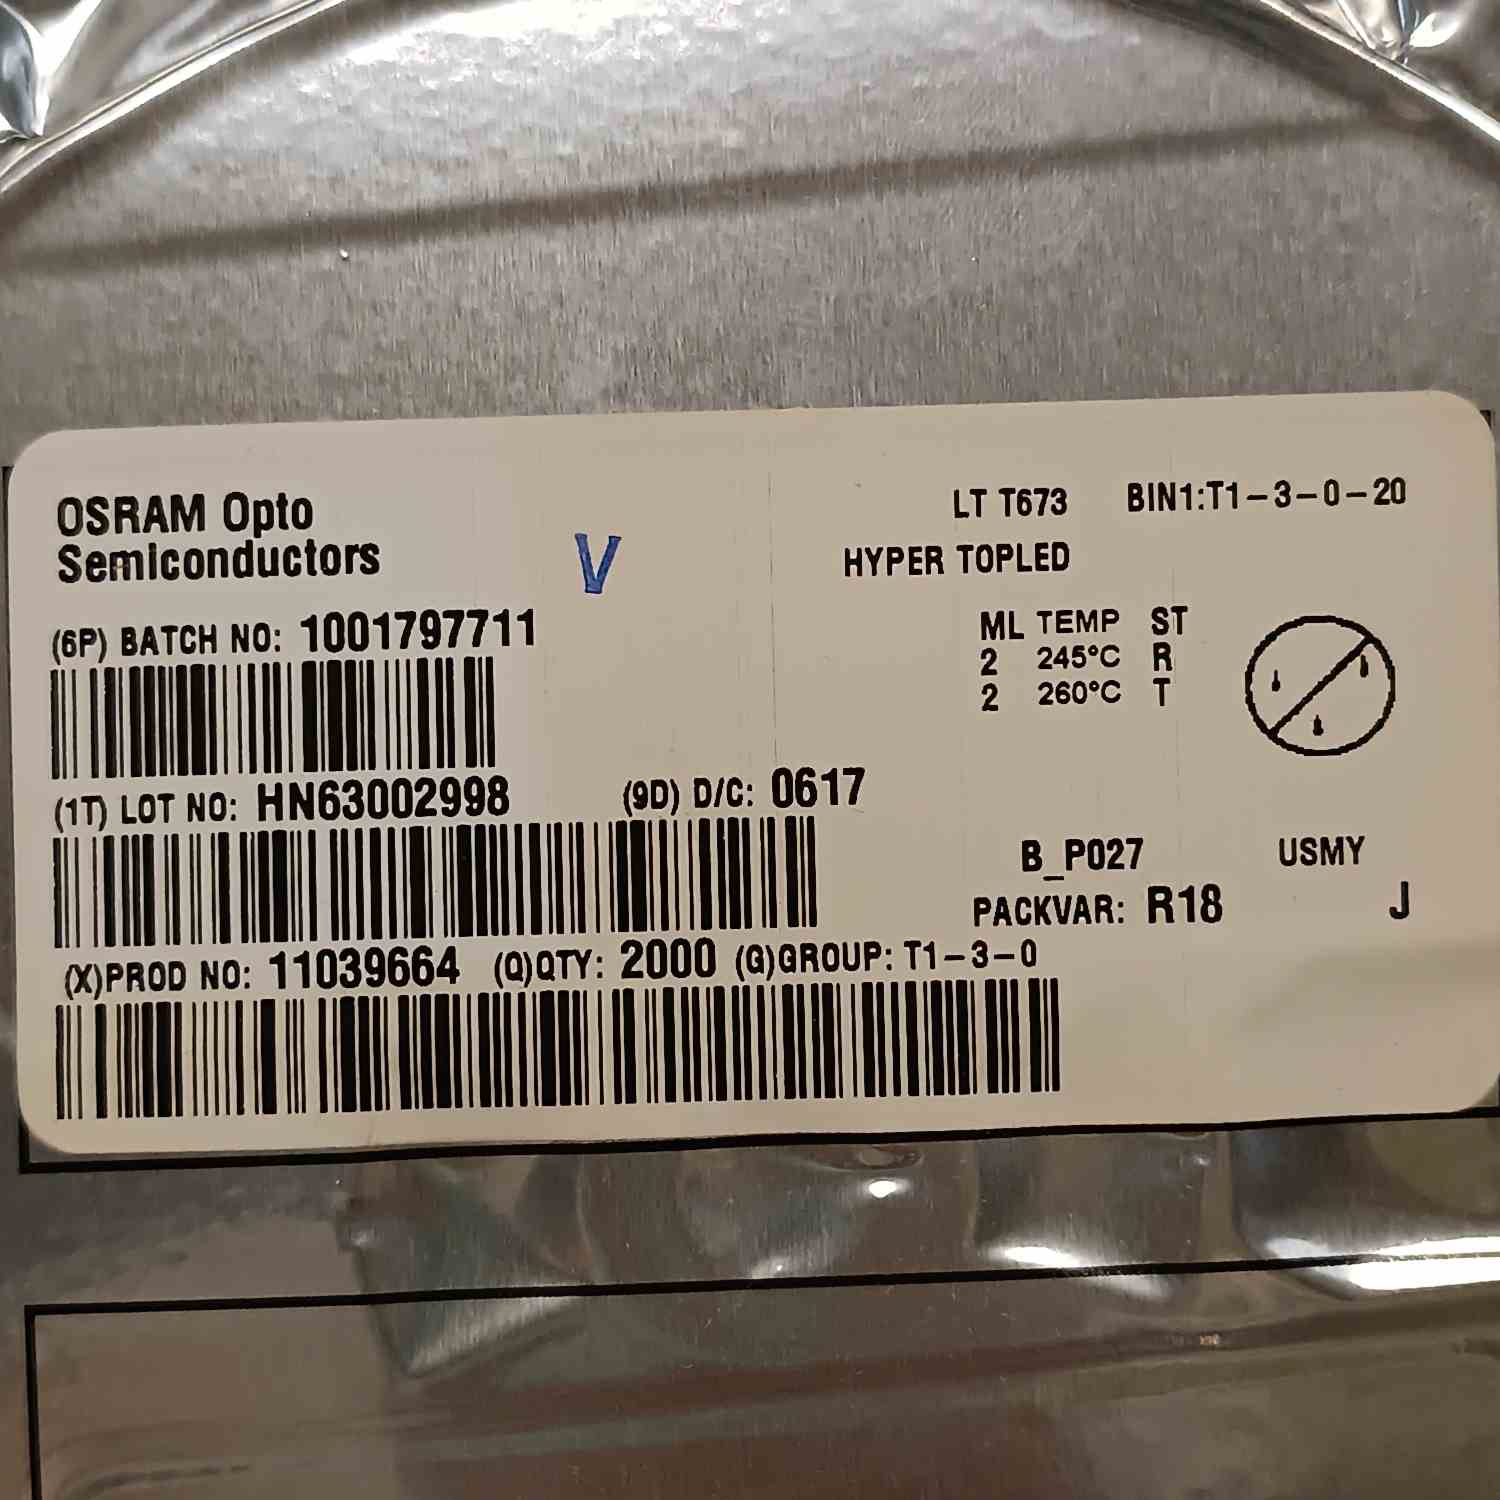 OSRAM Opto
Semiconductors
V
LT T673 BIN1:T1-3-0-20
HYPER TOPLED
(6P) BATCH NO: 1001797711
ML TEMP ST
2 245°C R
2 260°C T
(1T) LOT NO: HN63002998 (9D) D/C: 0617
B_P027 USMY
PACKVAR: R18 J
(X)PROD NO: 11039664 (Q)QTY: 2000 (G)GROUP: T1-3-0